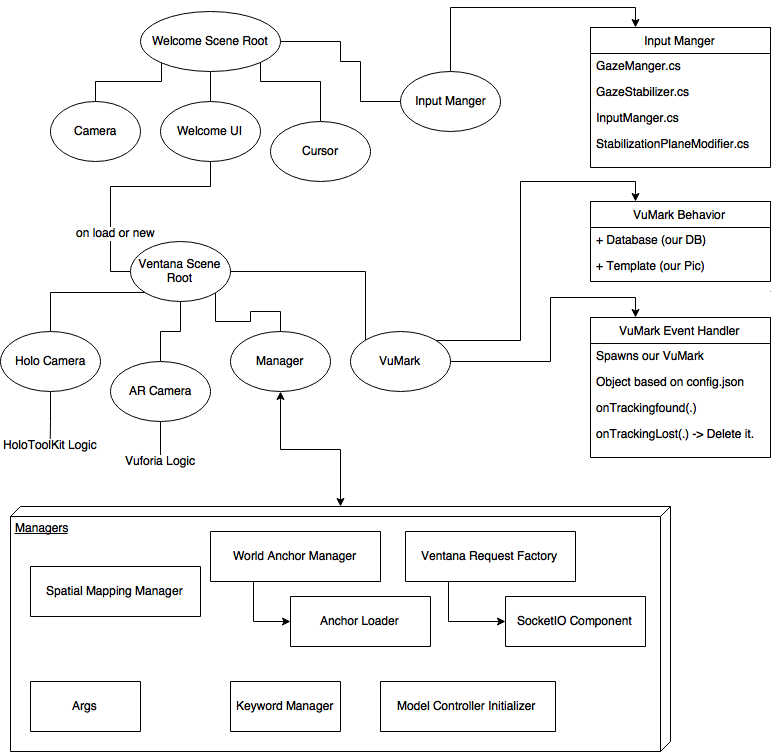 Welcome Scene Root
Camera
Welcome UI
Cursor
Input Manger
Input Manger
GazeManger.cs
GazeStabilizer.cs
InputManger.cs
StabilizationPlaneModifier.cs
on load or new
Ventana Scene
Root
VuMark Behavior
+ Database (our DB)
+ Template (our Pic)
Holo Camera
AR Camera
Manager
VuMark
VuMark Event Handler
Spawns our VuMark
Object based on config.json
onTrackingfound(.)
onTrackingLost(.) -> Delete it.
HoloToolKit Logic
Vuforia Logic
Managers
World Anchor Manager
Ventana Request Factory
Spatial Mapping Manager
Anchor Loader
SocketIO Component
Args
Keyword Manager
Model Controller Initializer